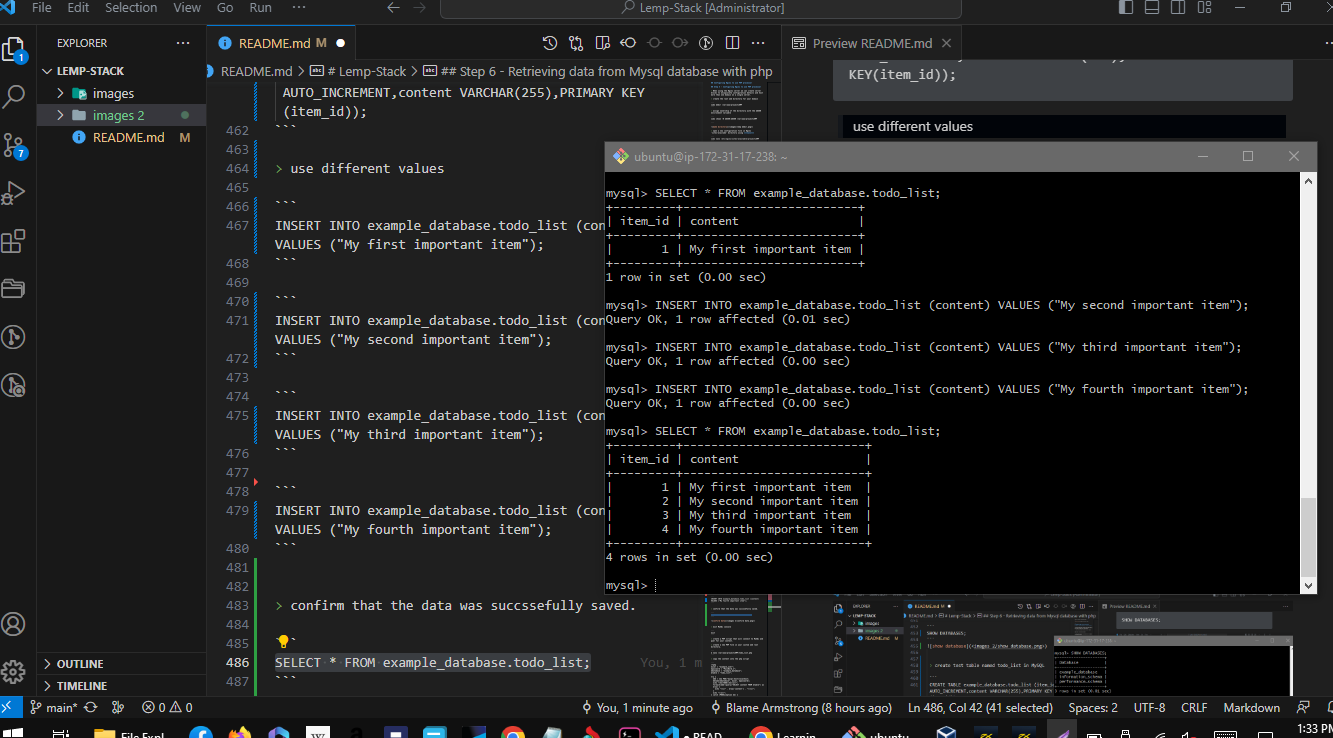 File Edit Selection View Go Run ···
Lemp-Stack [Administrator]
EXPLORER ···
README.md M
Preview README.md
LEMP-STACK
README.md > # Lemp-Stack > ## Step 6 - Retrieving data from Mysql database with php
images
images 2
README.md M
AUTO_INCREMENT,content VARCHAR(255),PRIMARY KEY
(item_id));
462 ```
463
464 > use different values
465
466 ```
467 INSERT INTO example_database.todo_list (con
VALUES ("My first important item");
468 ```
469
470 ```
471 INSERT INTO example_database.todo_list (con
VALUES ("My second important item");
472 ```
473
474 ```
475 INSERT INTO example_database.todo_list (con
VALUES ("My third important item");
476 ```
477
478 ```
479 INSERT INTO example_database.todo_list (con
VALUES ("My fourth important item");
480 ```
481
482
483 > confirm that the data was succssefully saved.
484
485 ```
486 SELECT * FROM example_database.todo_list; You, 1 m
487 ```
KEY(item_id));
use different values
ubuntu@ip-172-31-17-238: ~
mysql> SELECT * FROM example_database.todo_list;
+---------+-------------------------+
| item_id | content |
+---------+-------------------------+
| 1 | My first important item |
+---------+-------------------------+
1 row in set (0.00 sec)
mysql> INSERT INTO example_database.todo_list (content) VALUES ("My second important item");
Query OK, 1 row affected (0.01 sec)
mysql> INSERT INTO example_database.todo_list (content) VALUES ("My third important item");
Query OK, 1 row affected (0.00 sec)
mysql> INSERT INTO example_database.todo_list (content) VALUES ("My fourth important item");
Query OK, 1 row affected (0.00 sec)
mysql> SELECT * FROM example_database.todo_list;
+---------+--------------------------+
| item_id | content |
+---------+--------------------------+
| 1 | My first important item |
| 2 | My second important item |
| 3 | My third important item |
| 4 | My fourth important item |
+---------+--------------------------+
4 rows in set (0.00 sec)
mysql>
SHOW DATABASES;
OUTLINE
TIMELINE
main* 0 0 You, 1 minute ago Blame Armstrong (8 hours ago) Ln 486, Col 42 (41 selected) Spaces: 2 UTF-8 CRLF Markdown
File Expl READ Learnin ubuntu 1:33 PM